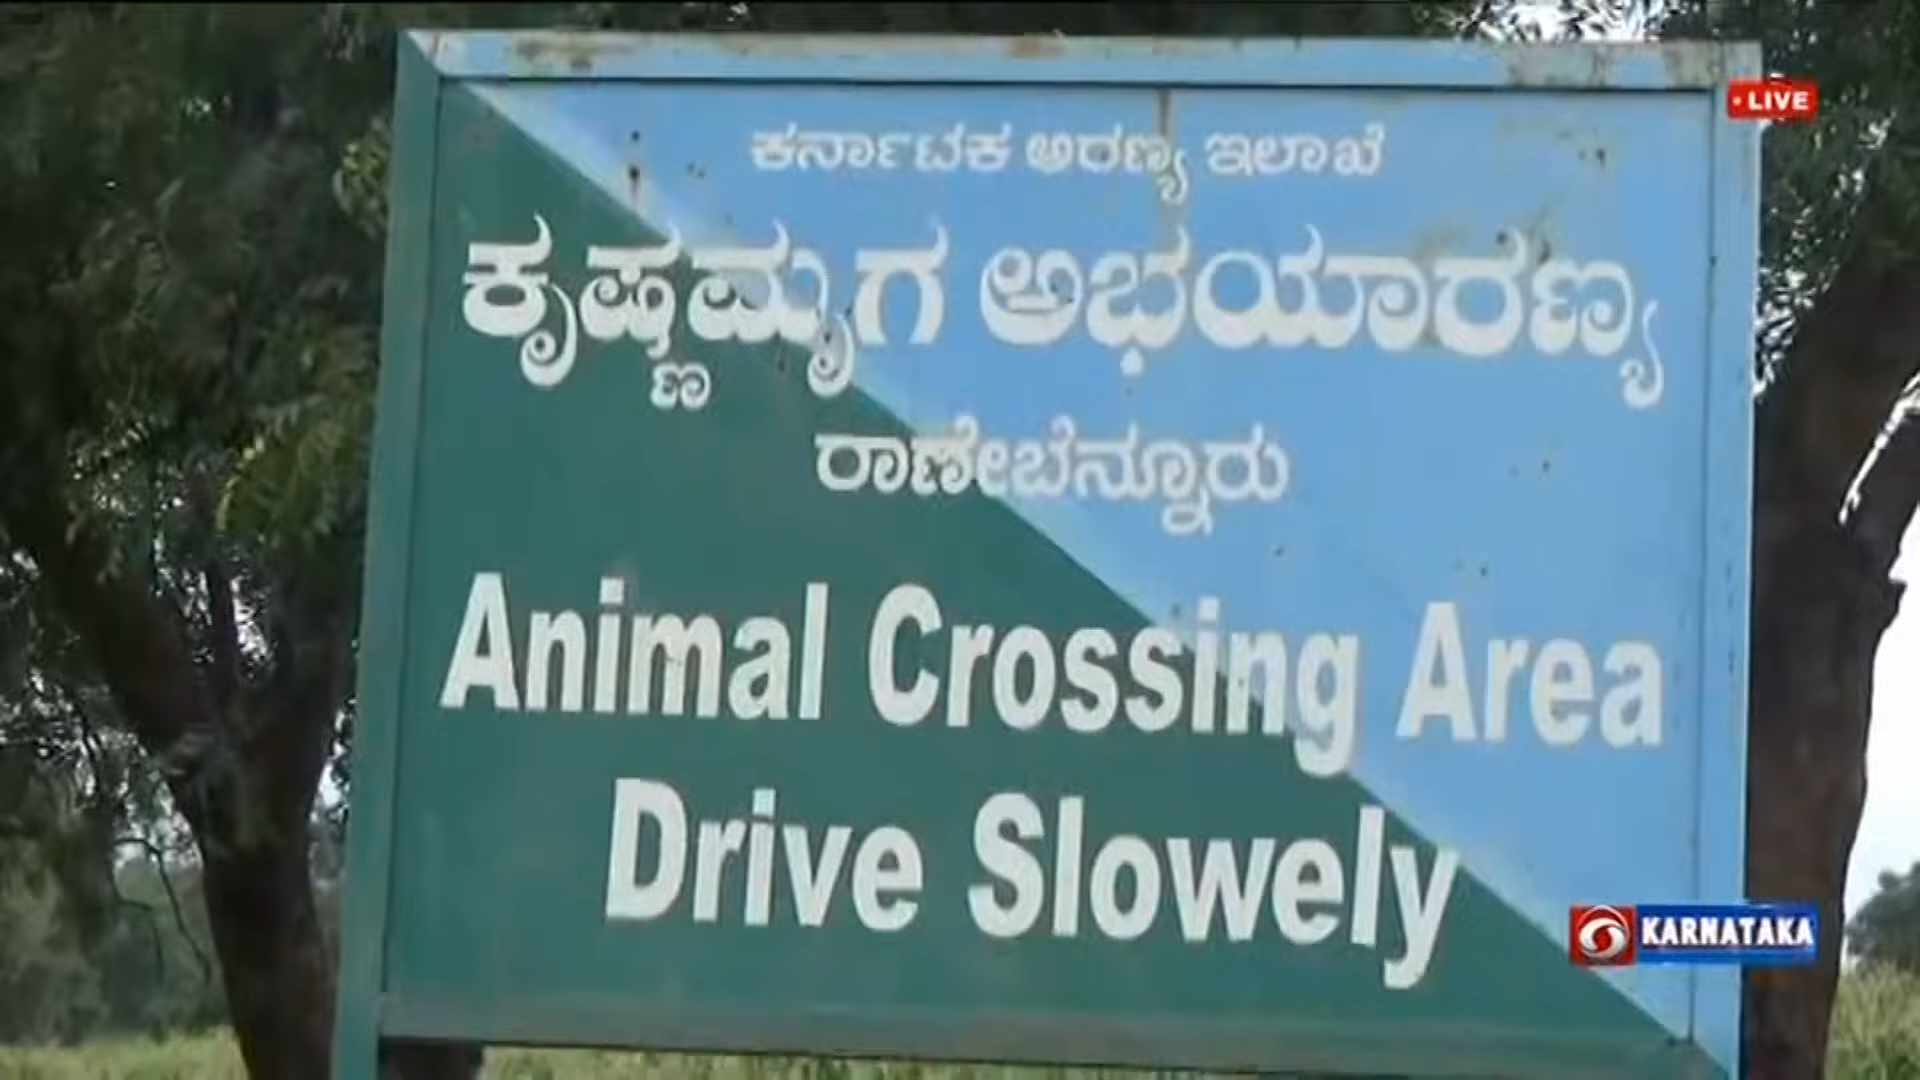 LIVE
ಕರ್ನಾಟಕ ಅರಣ್ಯ ಇಲಾಖೆ
ಕೃಷ್ಣಮೃಗ ಅಭಯಾರಣ್ಯ
ರಾಣೇಬೆನ್ನೂರು
Animal Crossing Area
Drive Slowely
KARNATAKA